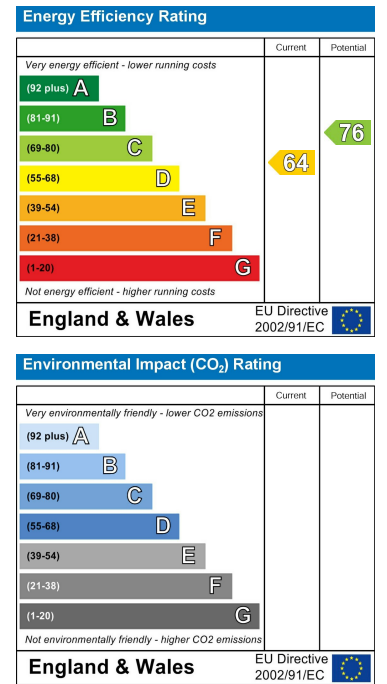 Energy Efficiency Rating
Current Potential
Very energy efficient - lower running costs
(92 plus) A
(81-91) B
(69-80) C
(55-68) D
(39-54) E
(21-38) F
(1-20) G
64
76
Not energy efficient - higher running costs
England & Wales
EU Directive
2002/91/EC
Environmental Impact (CO₂) Rating
Current Potential
Very environmentally friendly - lower CO2 emissions
(92 plus) A
(81-91) B
(69-80) C
(55-68) D
(39-54) E
(21-38) F
(1-20) G
Not environmentally friendly - higher CO2 emissions
England & Wales
EU Directive
2002/91/EC